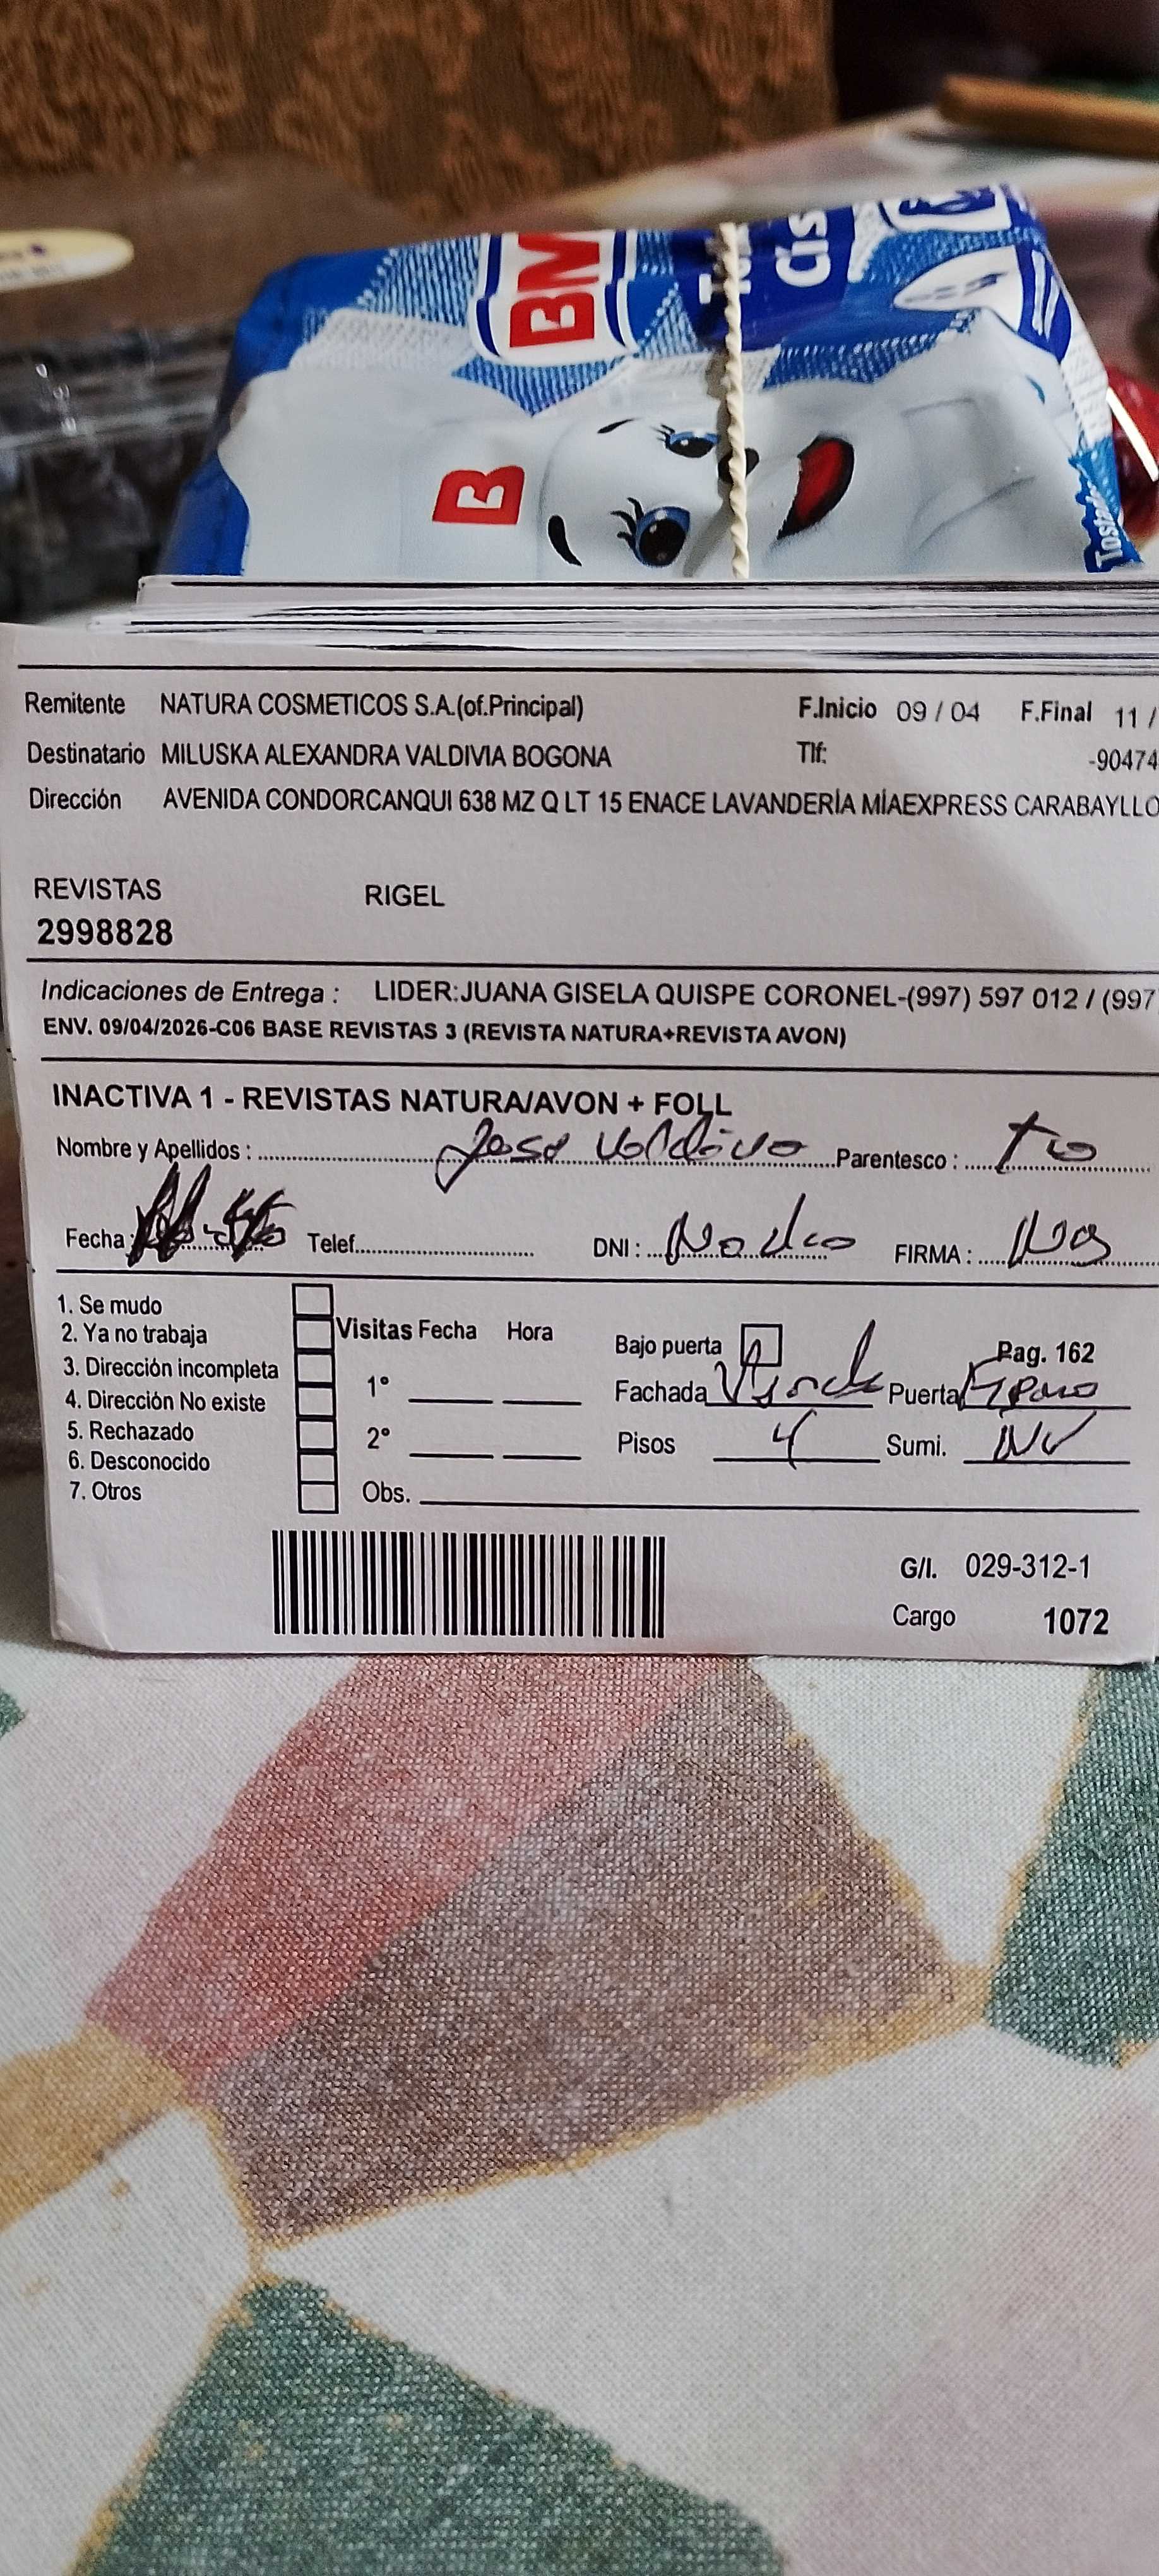 BM
Cis
B
Remitente NATURA COSMETICOS S.A.(of.Principal) F.Inicio 09 / 04 F.Final 11 /
Destinatario MILUSKA ALEXANDRA VALDIVIA BOGONA Tlf: -90474
Dirección AVENIDA CONDORCANQUI 638 MZ Q LT 15 ENACE LAVANDERÍA MÍAEXPRESS CARABAYLLO
REVISTAS RIGEL
2998828
Indicaciones de Entrega : LIDER:JUANA GISELA QUISPE CORONEL-(997) 597 012 / (997
ENV. 09/04/2026-C06 BASE REVISTAS 3 (REVISTA NATURA+REVISTA AVON)
INACTIVA 1 - REVISTAS NATURA/AVON + FOLL
Nombre y Apellidos : Jose Valdivia Parentesco : Tio
Fecha : Telef. DNI : No dio FIRMA :
1. Se mudo
2. Ya no trabaja Visitas Fecha Hora Bajo puerta Pag. 162
3. Dirección incompleta 1° Fachada Verde Puerta Fierro
4. Dirección No existe
5. Rechazado 2° Pisos 4 Sumi.
6. Desconocido
7. Otros Obs.
G/I. 029-312-1
Cargo 1072